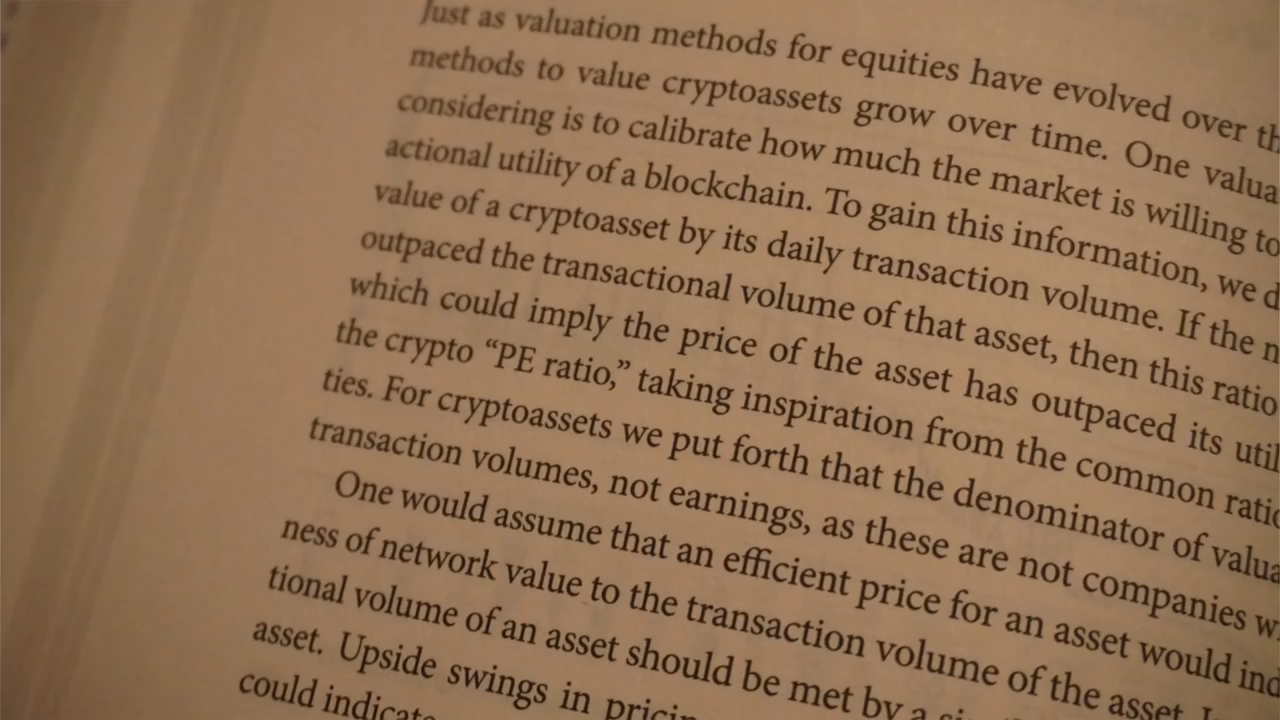 Just as valuation methods for equities have evolved over
methods to value cryptoassets grow over time. One
considering is to calibrate how much the market is willing to
actional utility of a blockchain. To gain this information, we
value of a cryptoasset by its daily transaction volume. If the
outpaced the transactional volume of that asset, then this ratio
which could imply the price of the asset has outpaced its
the crypto “PE ratio,” taking inspiration from the common
ties. For cryptoassets we put forth that the denominator of
transaction volumes, not earnings, as these are not companies
One would assume that an efficient price for an asset would
ness of network value to the transaction volume of the asset.
tional volume of an asset should be met by a
asset. Upside swings in
could